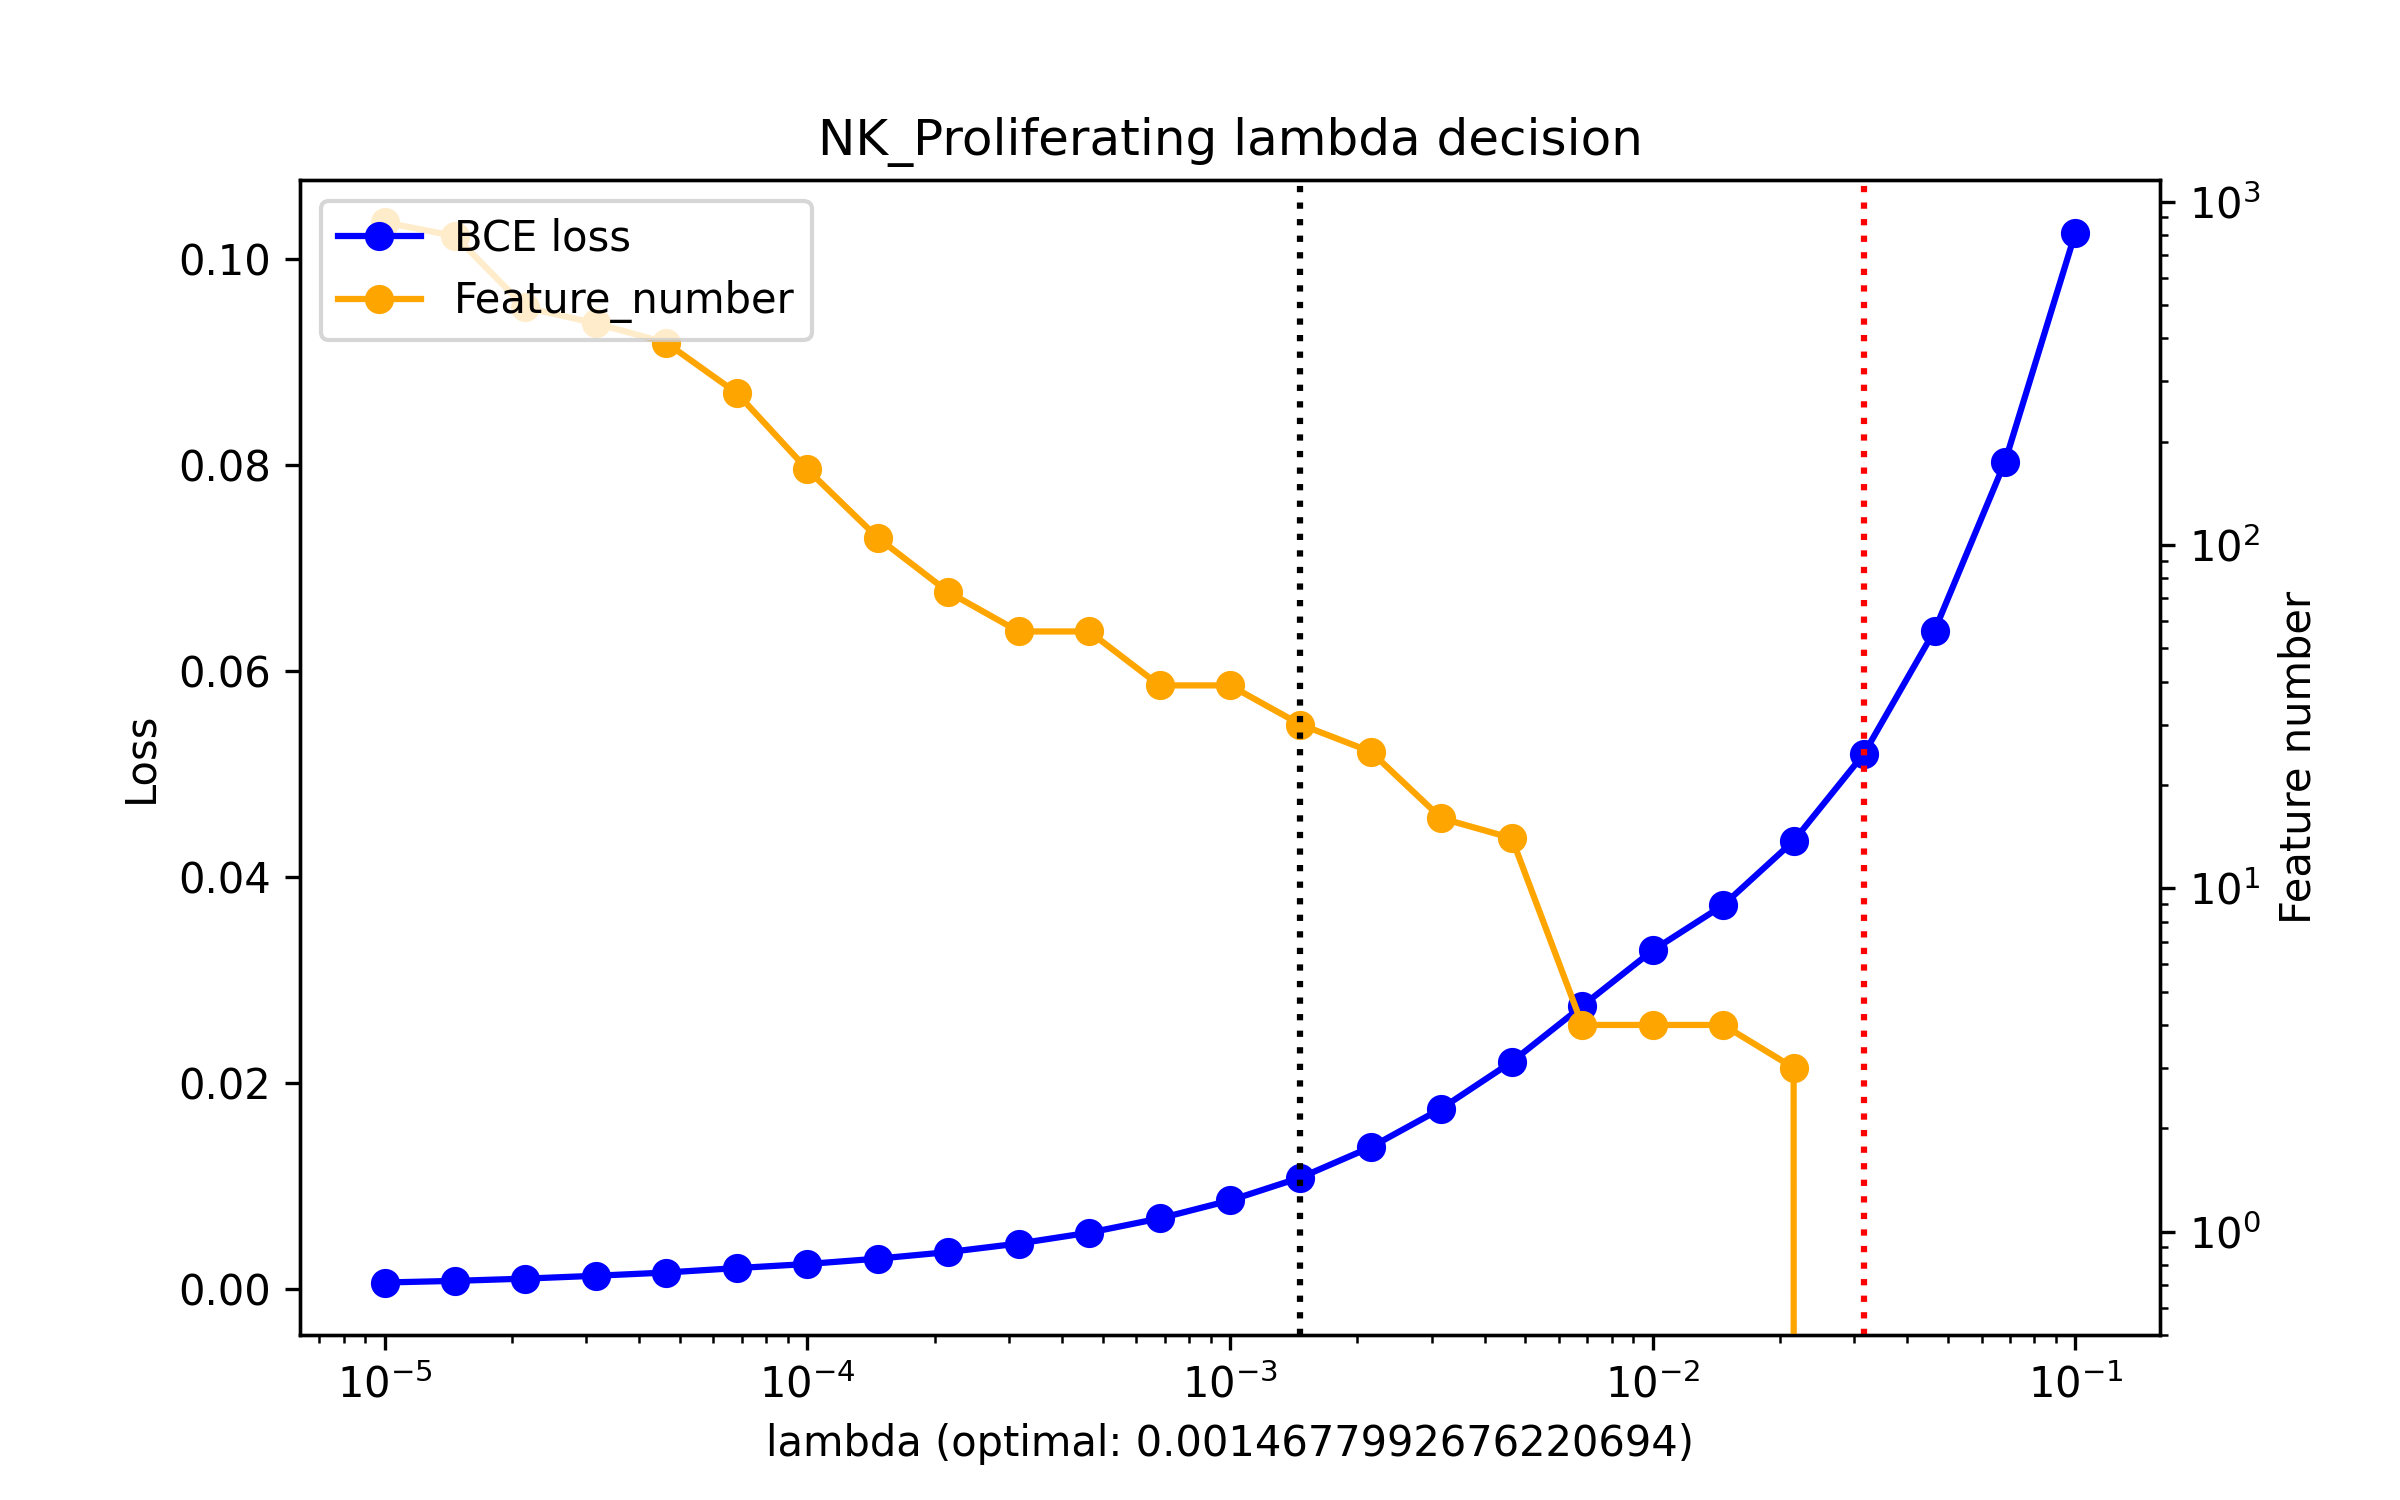 NK_Proliferating lambda decision
BCE loss
Feature_number
0.10
0.08
0.06
0.04
0.02
0.00
Loss
10³
10²
10¹
10⁰
Feature number
10⁻⁵ 10⁻⁴ 10⁻³ 10⁻² 10⁻¹
lambda (optimal: 0.0014677992676220694)